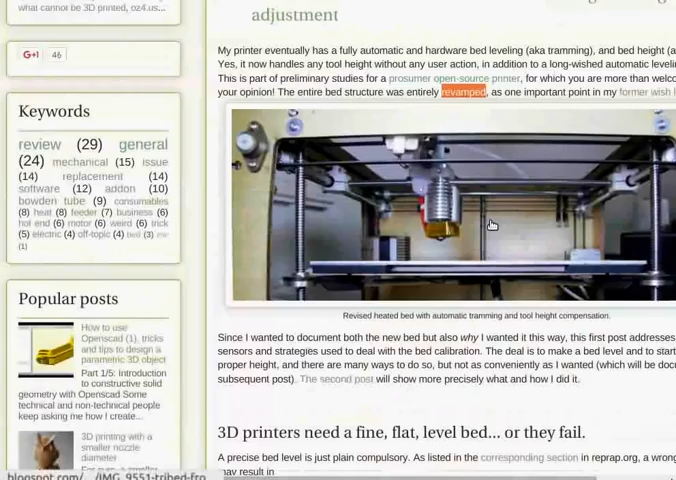 what cannot be 3D printed, oz4.us...
G+1 46
Keywords
review (29) general
(24) mechanical (15) issue
(14) replacement (14)
software (12) addon (10)
bowden tube (9) consumables
(8) heat (8) feeder (7) business (6)
hot end (6) motor (6) weird (6) trick
(5) electric (4) off-topic (4) bed (3)
(1)
Popular posts
How to use
Openscad (1), tricks
and tips to design a
parametric 3D object
Part 1/5: Introduction
to constructive solid
geometry with Openscad Some
technical and non-technical people
keep asking me how I create...
3D printing with a
smaller nozzle
diameter
adjustment
My printer eventually has a fully automatic and hardware bed leveling (aka tramming), and bed height (a
Yes, it now handles any tool height without any user action, in addition to a long-wished automatic leveli
This is part of preliminary studies for a prosumer open-source printer, for which you are more than welco
your opinion! The entire bed structure was entirely revamped, as one important point in my former wish l
Revised heated bed with automatic tramming and tool height compensation.
Since I wanted to document both the new bed but also why I wanted it this way, this first post addresses
sensors and strategies used to deal with the bed calibration. The deal is to make a bed level and to start
proper height, and there are many ways to do so, but not as conveniently as I wanted (which will be docu
subsequent post). The second post will show more precisely what and how I did it.
3D printers need a fine, flat, level bed... or they fail.
A precise bed level is just plain compulsory. As listed in the corresponding section in reprap.org, a wrong
may result in
blogspot.com/.../IMG_9551-tribed-fro